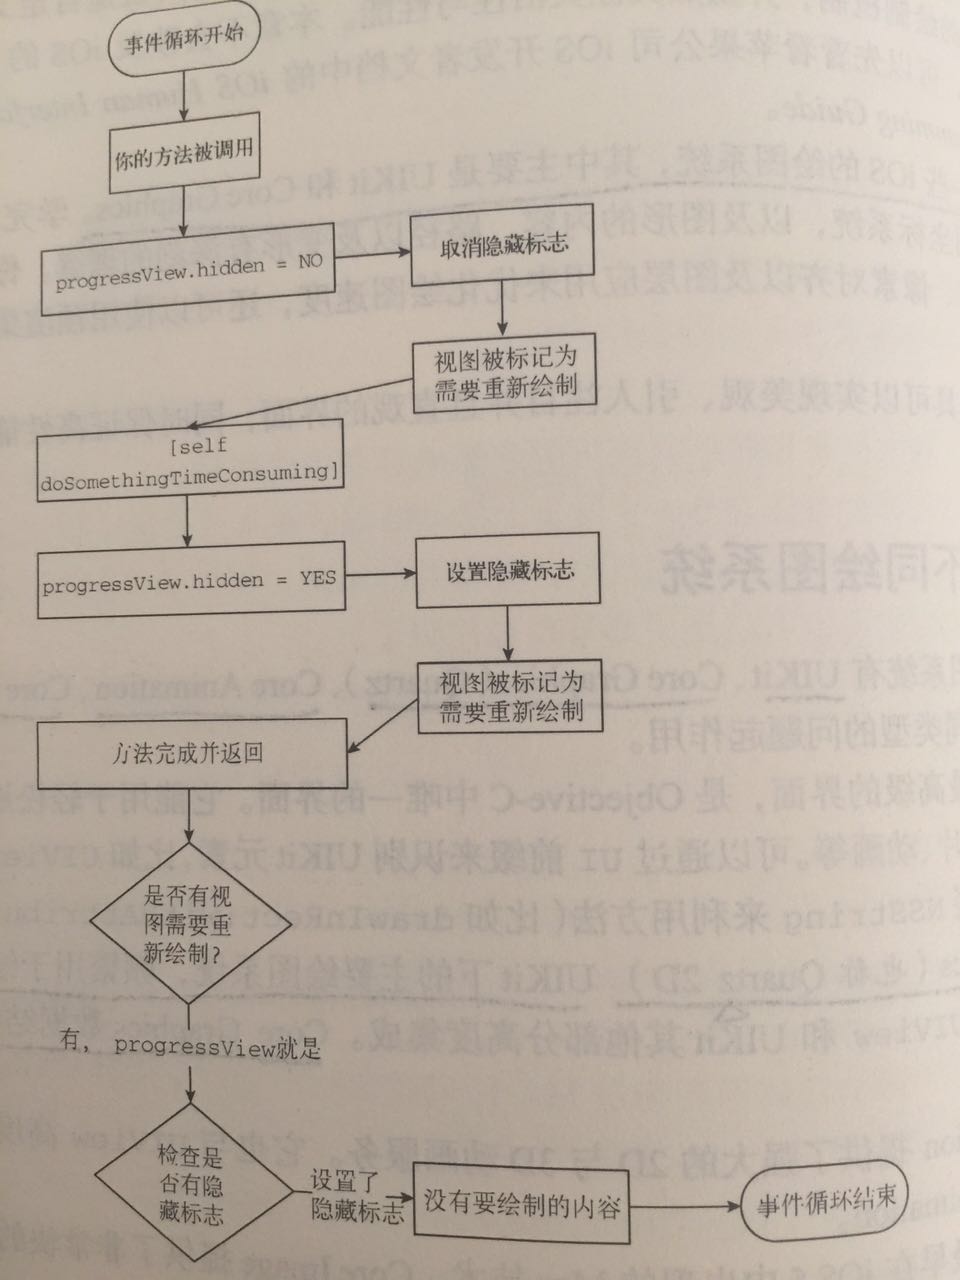 事件循环开始
你的方法被调用
progressView.hidden = NO
取消隐藏标志
视图被标记为
需要重新绘制
[self
doSomethingTimeConsuming]
progressView.hidden = YES
设置隐藏标志
视图被标记为
需要重新绘制
方法完成并返回
是否有视
图需要重
新绘制?
有, progressView就是
检查是
否有隐
藏标志
设置了
隐藏标志
没有要绘制的内容
事件循环结束